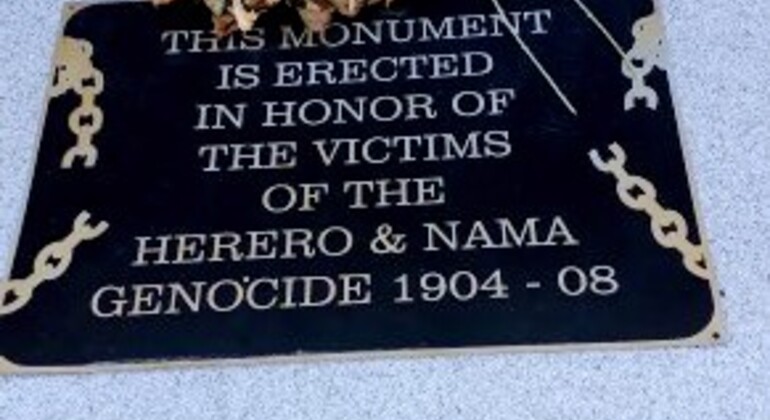 THIS MONUMENT
IS ERECTED
IN HONOR OF
THE VICTIMS
OF THE
HERERO & NAMA
GENOCIDE 1904 - 08